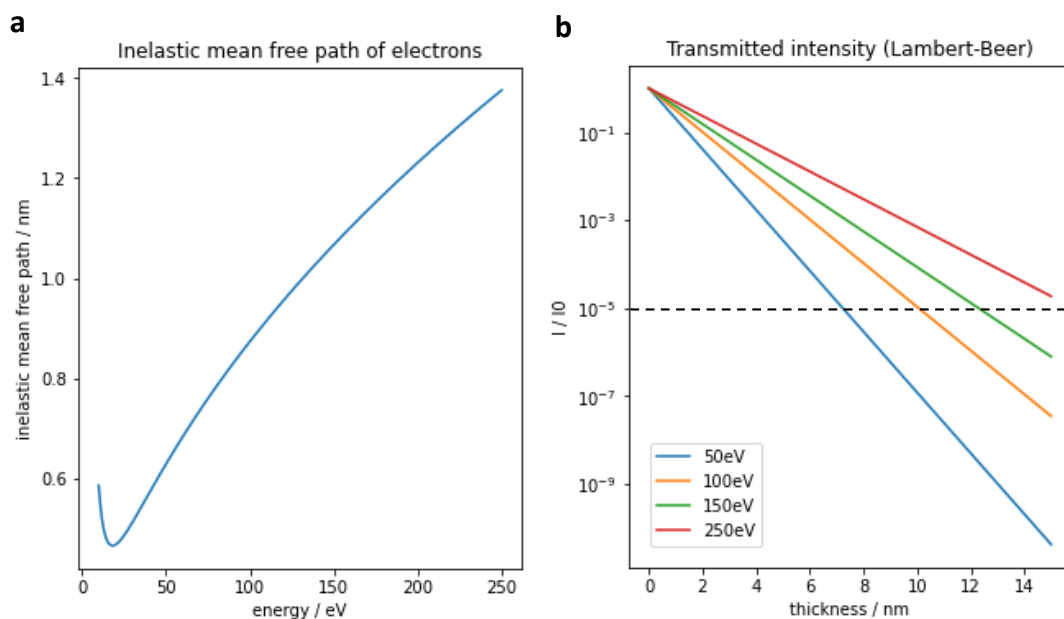 a
Inelastic mean free path of electrons
inelastic mean free path / nm
1.4
1.2
1.0
0.8
0.6
0
50
100
150
200
250
energy / eV
b
Transmitted intensity (Lambert-Beer)
I / I0
10⁻¹
10⁻³
10⁻⁵
10⁻⁷
10⁻⁹
50eV
100eV
150eV
250eV
0
2
4
6
8
10
12
14
thickness / nm